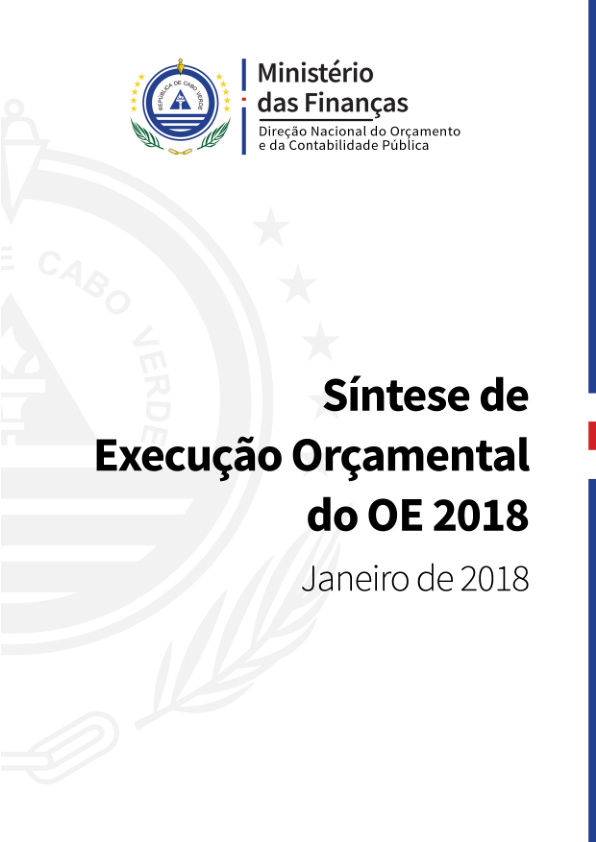 REPÚBLICA DE CABO VERDE
Ministério
das Finanças
Direção Nacional do Orçamento
e da Contabilidade Pública
E CABO VERDE
Síntese de
Execução Orçamental
do OE 2018
Janeiro de 2018